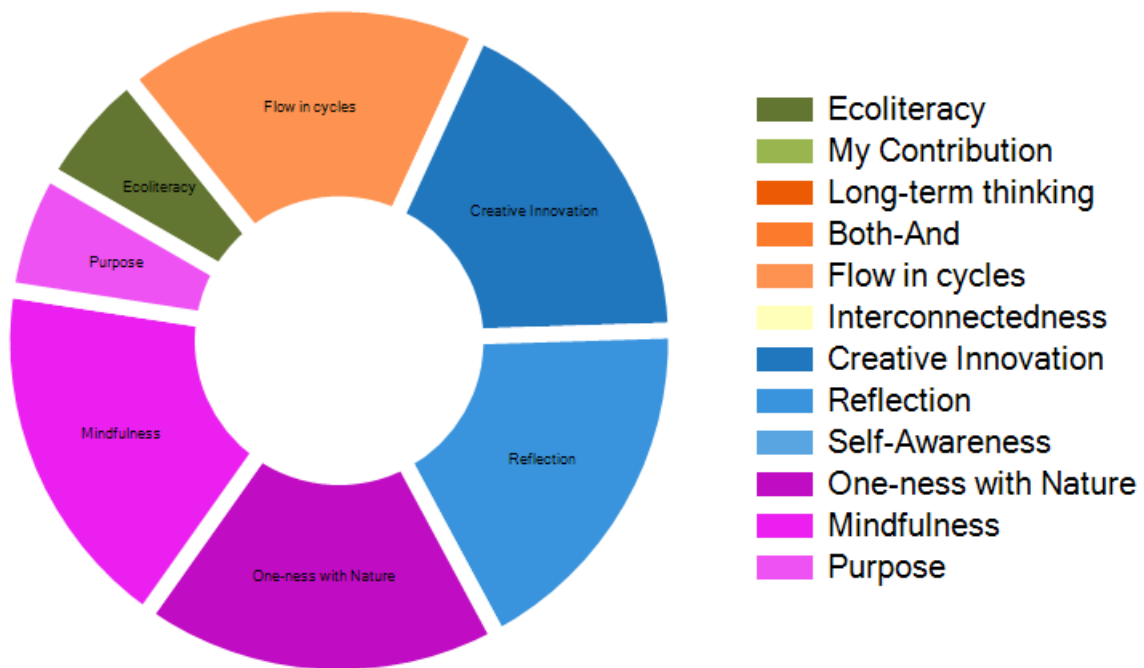 Flow in cycles
Creative Innovation
Ecoliteracy
Purpose
Mindfulness
Reflection
One-ness with Nature
Ecoliteracy
My Contribution
Long-term thinking
Both-And
Flow in cycles
Interconnectedness
Creative Innovation
Reflection
Self-Awareness
One-ness with Nature
Mindfulness
Purpose